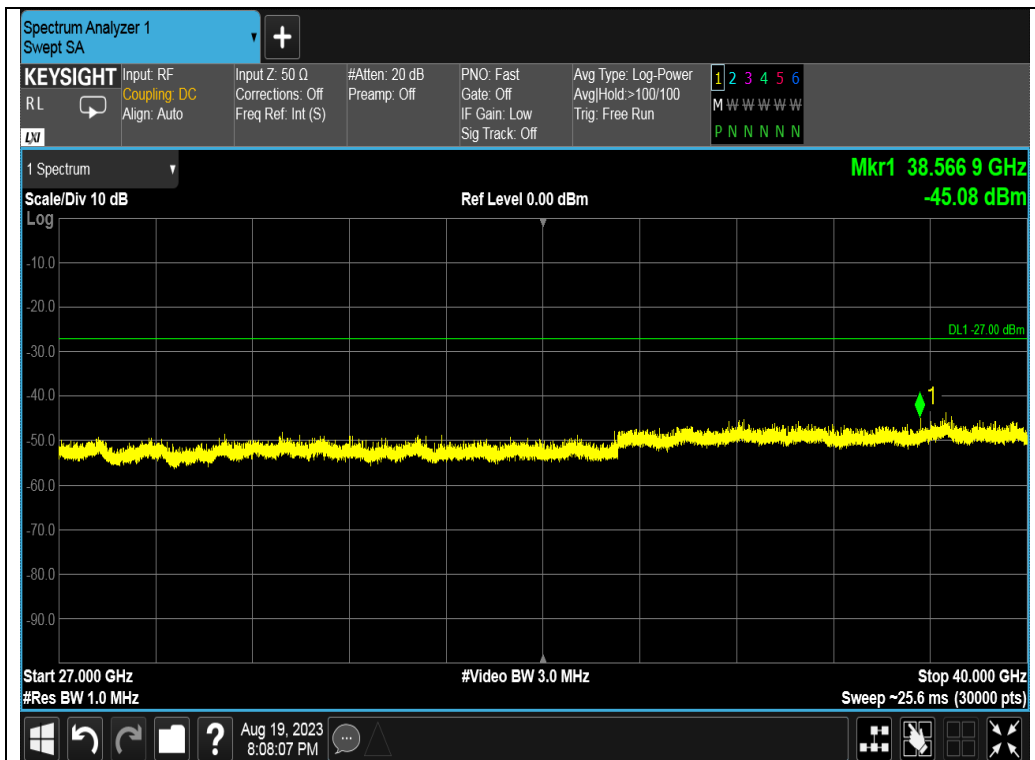 Spectrum Analyzer 1
Swept SA
+
KEYSIGHT
RL
LXI
Input: RF
Coupling: DC
Align: Auto
Input Z: 50 Ω
Corrections: Off
Freq Ref: Int (S)
#Atten: 20 dB
Preamp: Off
PNO: Fast
Gate: Off
IF Gain: Low
Sig Track: Off
Avg Type: Log-Power
Avg|Hold:>100/100
Trig: Free Run
1 2 3 4 5 6
M W W W W W
P N N N N N
1 Spectrum
Mkr1 38.566 9 GHz
-45.08 dBm
Scale/Div 10 dB
Ref Level 0.00 dBm
Log
-10.0
-20.0
DL1 -27.00 dBm
-30.0
-40.0
1
-50.0
-60.0
-70.0
-80.0
-90.0
Start 27.000 GHz
#Video BW 3.0 MHz
Stop 40.000 GHz
#Res BW 1.0 MHz
Sweep ~25.6 ms (30000 pts)
?
Aug 19, 2023
8:08:07 PM